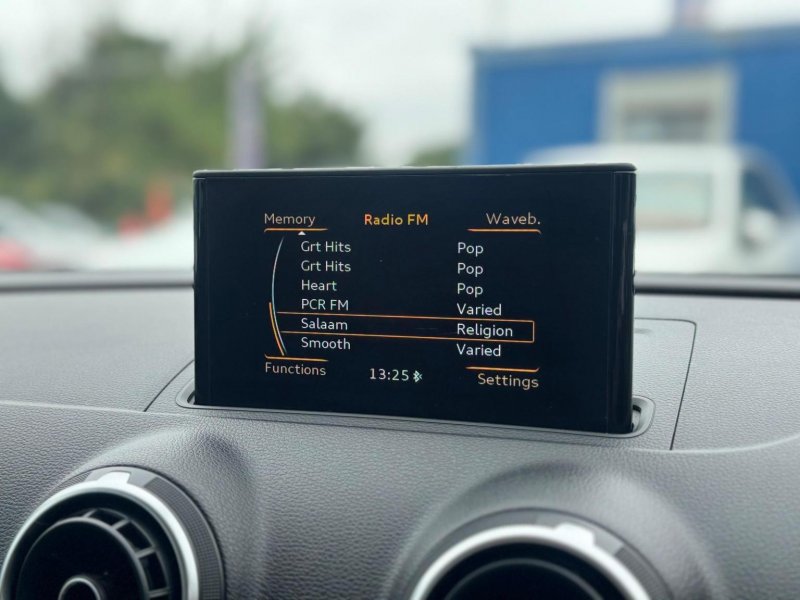 Memory Radio FM Waveb.
Grt Hits Pop
Grt Hits Pop
Heart Pop
PCR FM Varied
Salaam Religion
Smooth Varied
Functions 13:25 Settings